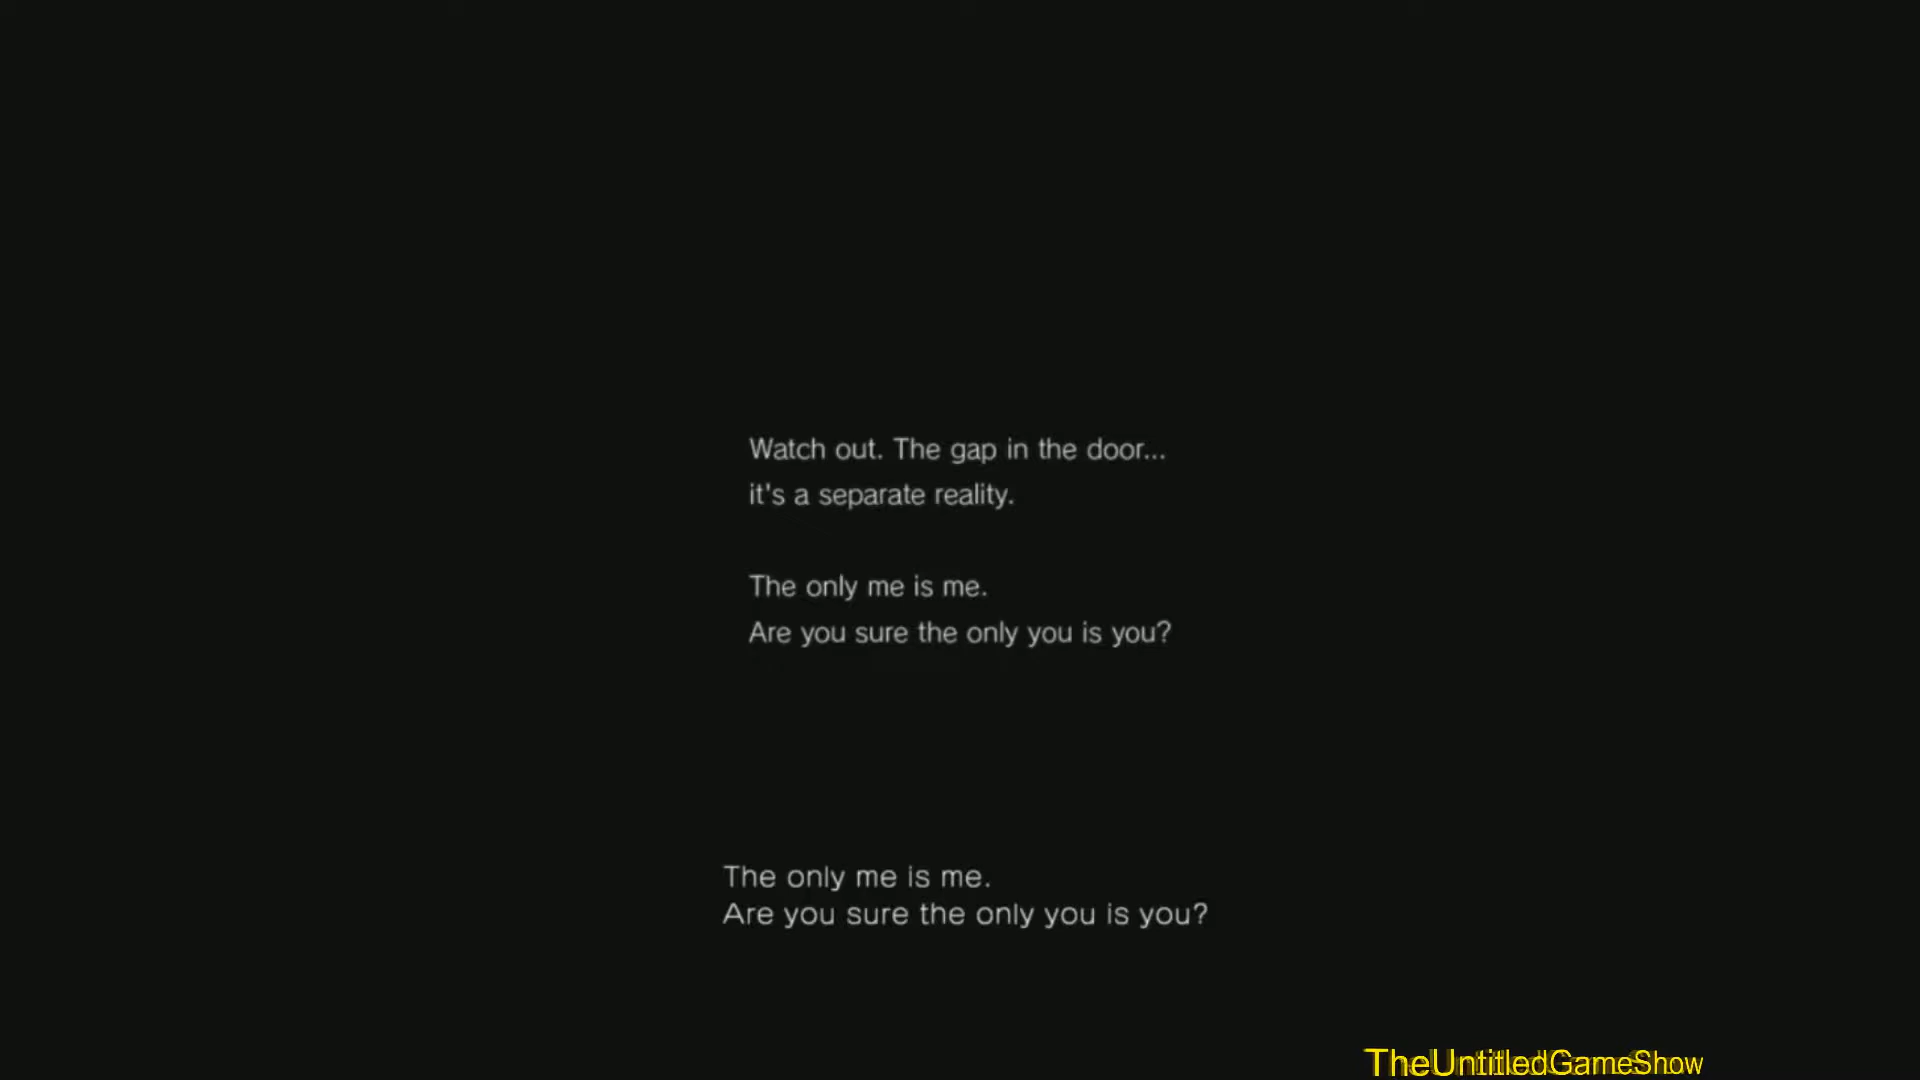 Watch out. The gap in the door...
it's a separate reality.
The only me is me.
Are you sure the only you is you?
The only me is me.
Are you sure the only you is you?
TheUntitledGameShow